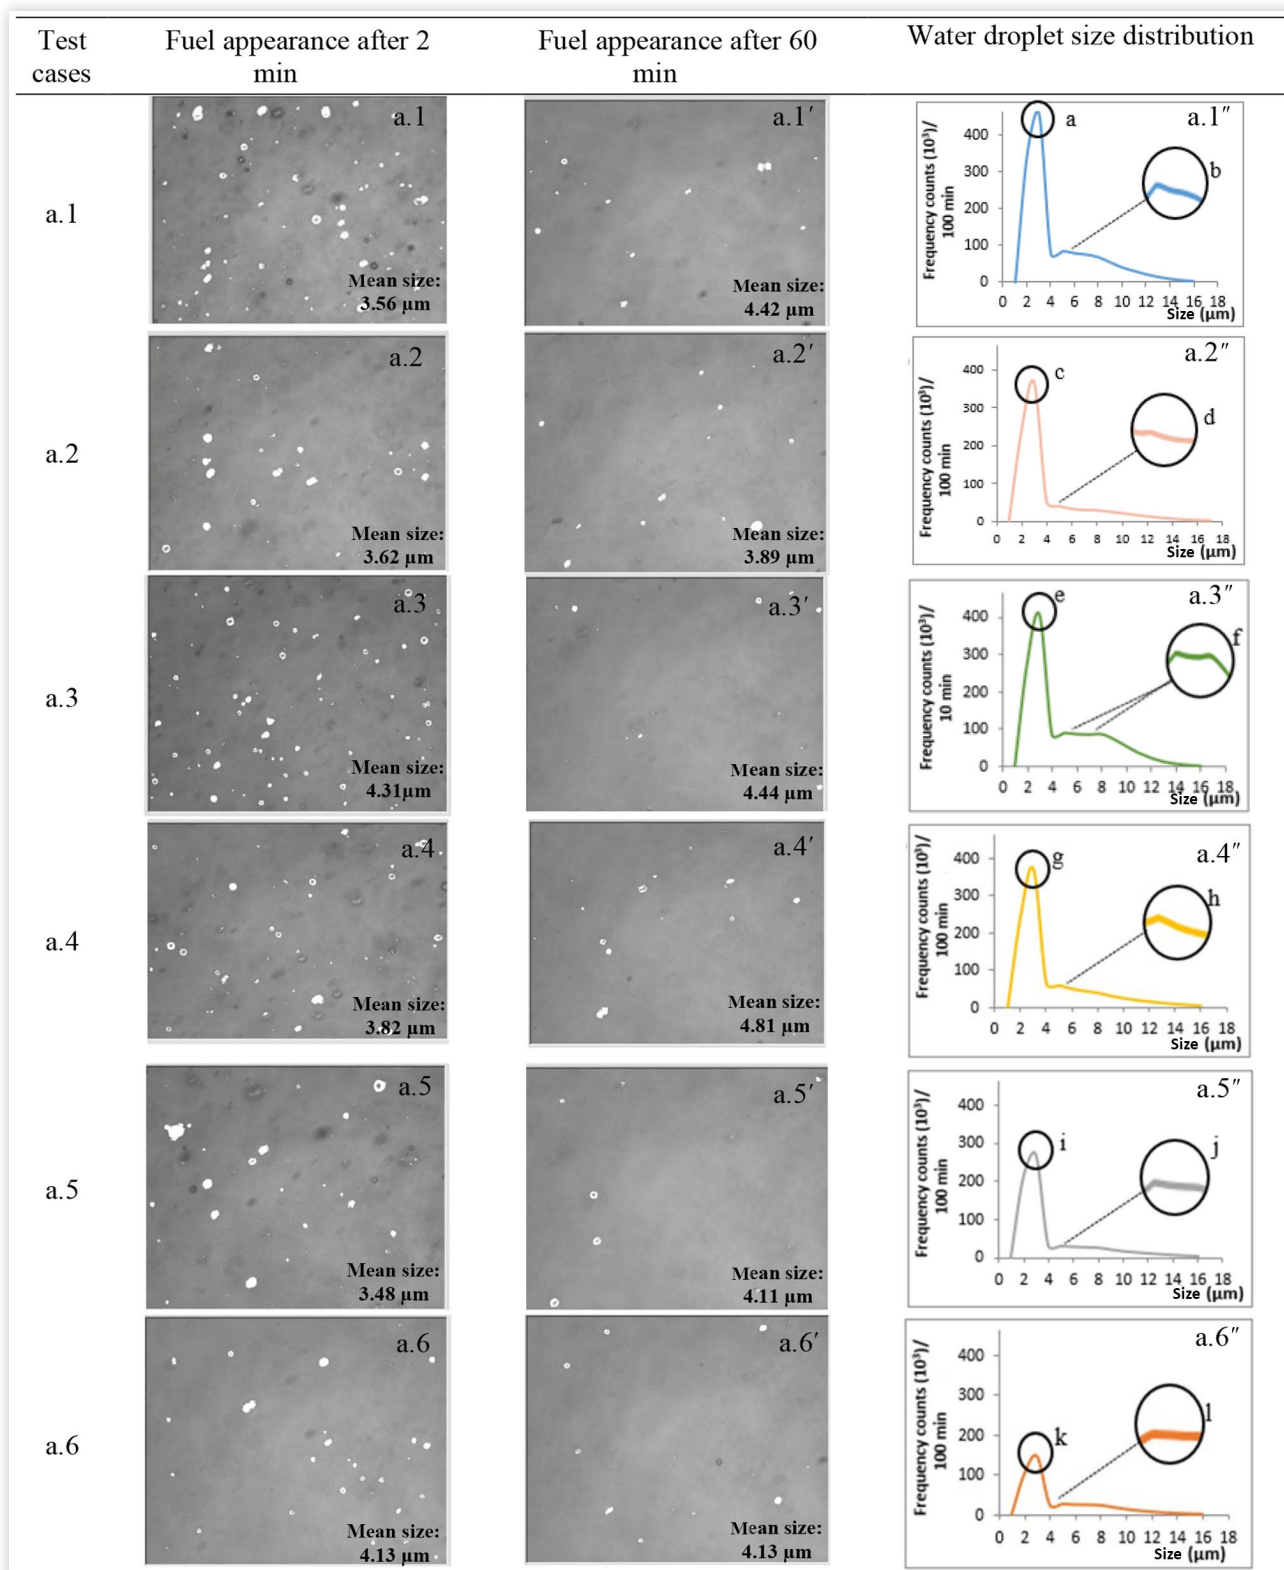 Test cases
Fuel appearance after 2 min
Fuel appearance after 60 min
Water droplet size distribution
a.1
a.1
Mean size:
3.56 µm
a.1′
Mean size:
4.42 µm
a.1″
Frequency counts (10³)/
100 min
400
300
200
100
0
a
b
0 2 4 6 8 10 12 14 16 18
Size (µm)
a.2
a.2
Mean size:
3.62 µm
a.2′
Mean size:
3.89 µm
a.2″
Frequency counts (10³)/
100 min
400
300
200
100
0
c
d
0 2 4 6 8 10 12 14 16 18
Size (µm)
a.3
a.3
Mean size:
4.31µm
a.3′
Mean size:
4.44 µm
a.3″
Frequency counts (10³)/
10 min
400
300
200
100
0
e
f
0 2 4 6 8 10 12 14 16 18
Size (µm)
a.4
a.4
Mean size:
3.82 µm
a.4′
Mean size:
4.81 µm
a.4″
Frequency counts (10³)/
100 min
400
300
200
100
0
g
h
0 2 4 6 8 10 12 14 16 18
Size (µm)
a.5
a.5
Mean size:
3.48 µm
a.5′
Mean size:
4.11 µm
a.5″
Frequency counts (10³)/
100 min
400
300
200
100
0
i
j
0 2 4 6 8 10 12 14 16 18
Size (µm)
a.6
a.6
Mean size:
4.13 µm
a.6′
Mean size:
4.13 µm
a.6″
Frequency counts (10³)/
100 min
400
300
200
100
0
k
l
0 2 4 6 8 10 12 14 16 18
Size (µm)